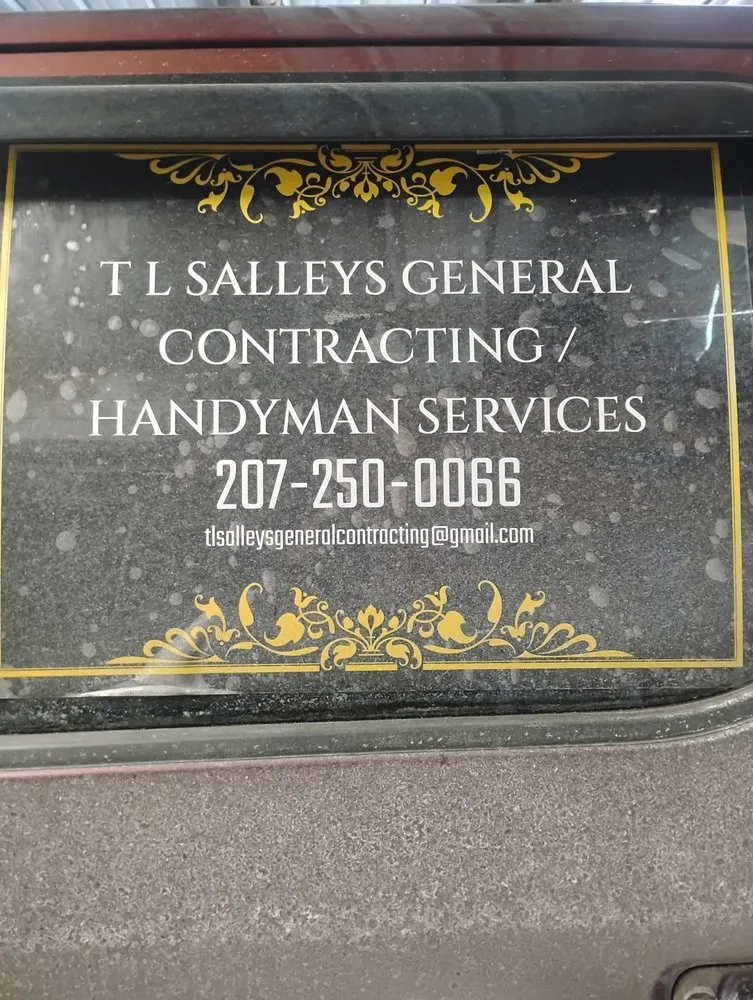 T L SALLEYS GENERAL
CONTRACTING /
HANDYMAN SERVICES
207-250-0066
tlsalleysgeneralcontracting@gmail.com